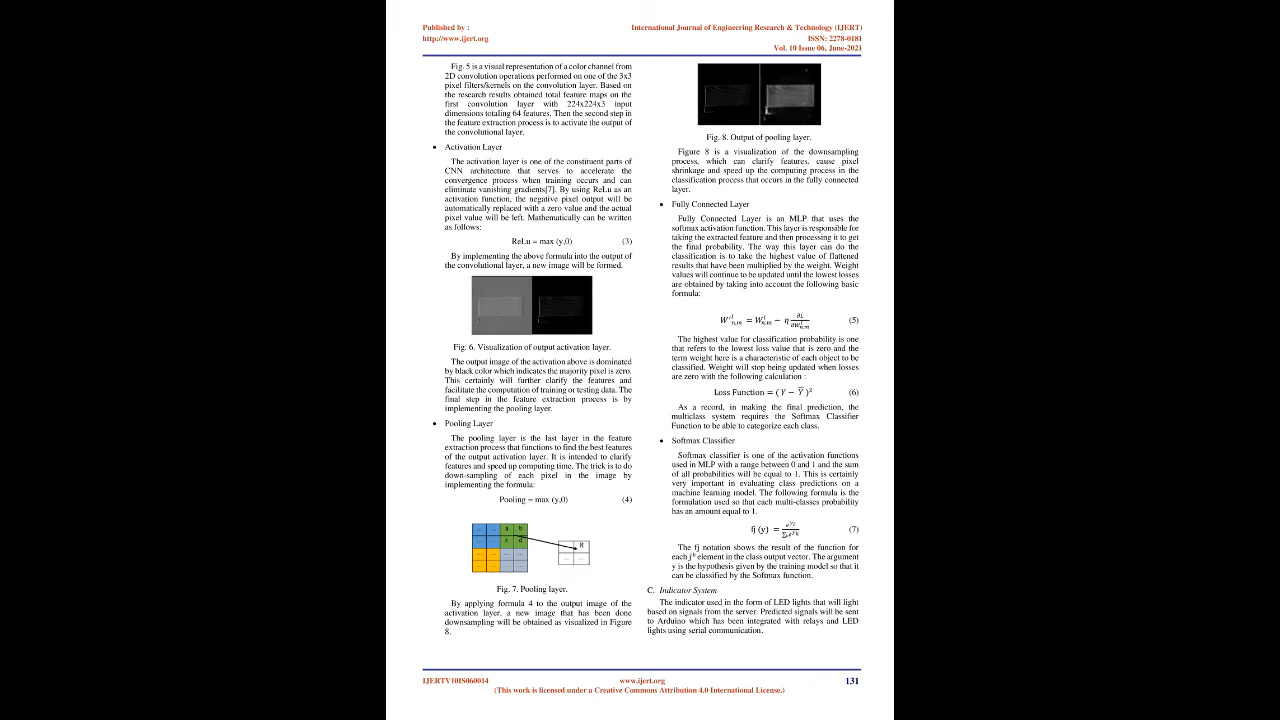 Published by :
http://www.ijert.org
International Journal of Engineering Research & Technology (IJERT)
ISSN: 2278-0181
Vol. 10 Issue 06, June-2021
Fig. 5 is a visual representation of a color channel from
2D convolution operations performed on one of the 3x3
pixel filters/kernels on the convolution layer. Based on
the research results obtained total feature maps on the
first convolution layer with 224x224x3 input
dimensions totaling 64 features. Then the second step in
the feature extraction process is to activate the output of
the convolutional layer.
• Activation Layer
The activation layer is one of the constituent parts of
CNN architecture that serves to accelerate the
convergence process when training occurs and can
eliminate vanishing gradients[7]. By using ReLu as an
activation function, the negative pixel output will be
automatically replaced with a zero value and the actual
pixel value will be left. Mathematically can be written
as follows:
ReLu = max (y,0) (3)
By implementing the above formula into the output of
the convolutional layer, a new image will be formed.
Fig. 6. Visualization of output activation layer.
The output image of the activation above is dominated
by black color which indicates the majority pixel is zero.
This certainly will further clarify the features and
facilitate the computation of training or testing data. The
final step in the feature extraction process is by
implementing the pooling layer.
• Pooling Layer
The pooling layer is the last layer in the feature
extraction process that functions to find the best features
of the output activation layer. It is intended to clarify
features and speed up computing time. The trick is to do
down-sampling of each pixel in the image by
implementing the formula:
Pooling = max (y,0) (4)
... ... a b
... ... c d
... ... ... ...
... ... ... ...
... R
... ...
Fig. 7. Pooling layer.
By applying formula 4 to the output image of the
activation layer, a new image that has been done
downsampling will be obtained as visualized in Figure
8.
Fig. 8. Output of pooling layer.
Figure 8 is a visualization of the downsampling
process, which can clarify features. cause pixel
shrinkage and speed up the computing process in the
classification process that occurs in the fully connected
layer.
• Fully Connected Layer
Fully Connected Layer is an MLP that uses the
softmax activation function. This layer is responsible for
taking the extracted feature and then processing it to get
the final probability. The way this layer can do the
classification is to take the highest value of flattened
results that have been multiplied by the weight. Weight
values will continue to be updated until the lowest losses
are obtained by taking into account the following basic
formula:
W'^l_{n,m} = W^l_{n,m} − η ∂L/∂W^l_{n,m} (5)
The highest value for classification probability is one
that refers to the lowest loss value that is zero and the
term weight here is a characteristic of each object to be
classified. Weight will stop being updated when losses
are zero with the following calculation :
Loss Function = ( Y − Y̅ )² (6)
As a record, in making the final prediction, the
multiclass system requires the Softmax Classifier
Function to be able to categorize each class.
• Softmax Classifier
Softmax classifier is one of the activation functions
used in MLP with a range between 0 and 1 and the sum
of all probabilities will be equal to 1. This is certainly
very important in evaluating class predictions on a
machine learning model. The following formula is the
formulation used so that each multi-classes probability
has an amount equal to 1.
fj (y) = e^{yj}/∑_k e^{yk} (7)
The fj notation shows the result of the function for
each jᵗʰ element in the class output vector. The argument
y is the hypothesis given by the training model so that it
can be classified by the Softmax function.
C. Indicator System
The indicator used in the form of LED lights that will light
based on signals from the server. Predicted signals will be sent
to Arduino which has been integrated with relays and LED
lights using serial communication.
IJERTV10IS060014
www.ijert.org
131
(This work is licensed under a Creative Commons Attribution 4.0 International License.)